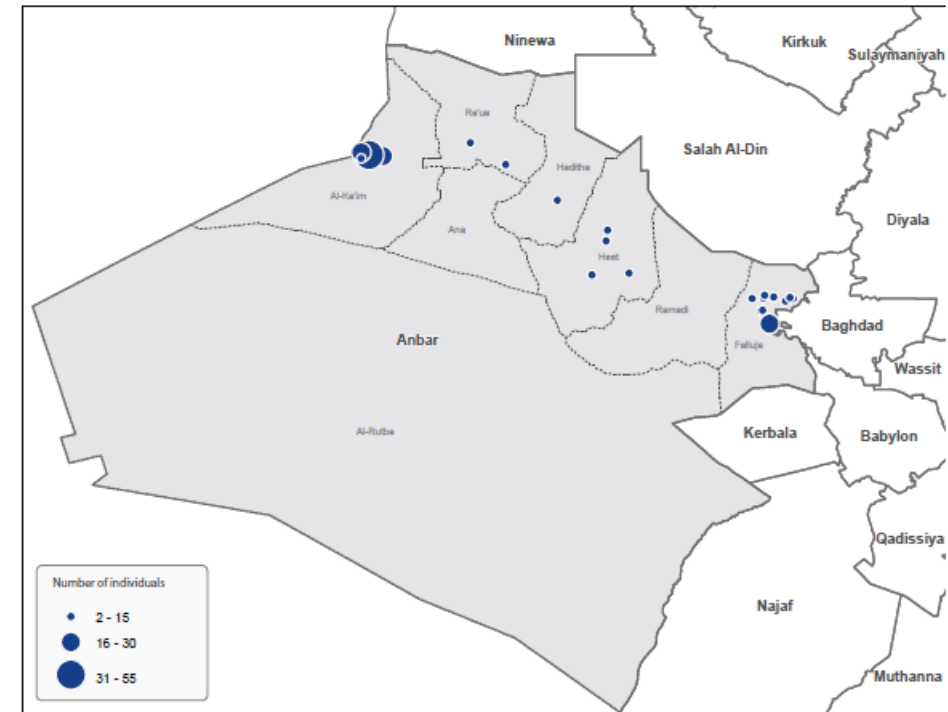 Ninewa
Kirkuk
Sulaymaniyah
Ra'ua
Salah Al-Din
Haditha
Al-Ka'im
Diyala
Ana
Heet
Ramadi
Baghdad
Anbar
Falluja
Wassit
Al-Rutba
Kerbala
Babylon
Qadissiya
Number of individuals
2 - 15
16 - 30
31 - 55
Najaf
Muthanna